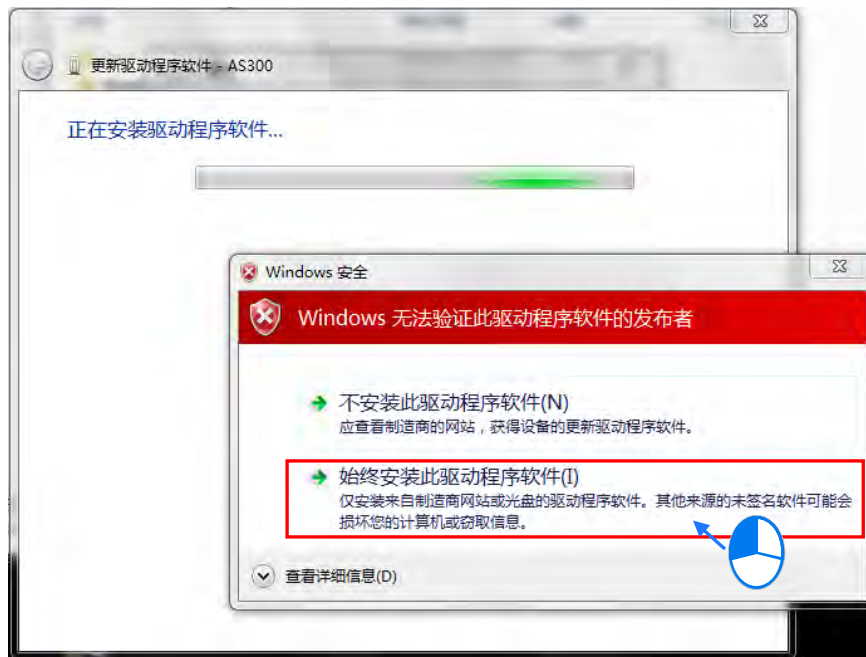 更新驱动程序软件 - AS300
正在安装驱动程序软件...
Windows 安全
Windows 无法验证此驱动程序软件的发布者
不安装此驱动程序软件(N)
应查看制造商的网站，获得设备的更新驱动程序软件。
始终安装此驱动程序软件(I)
仅安装来自制造商网站或光盘的驱动程序软件。其他来源的未签名软件可能会
损坏您的计算机或窃取信息。
查看详细信息(D)